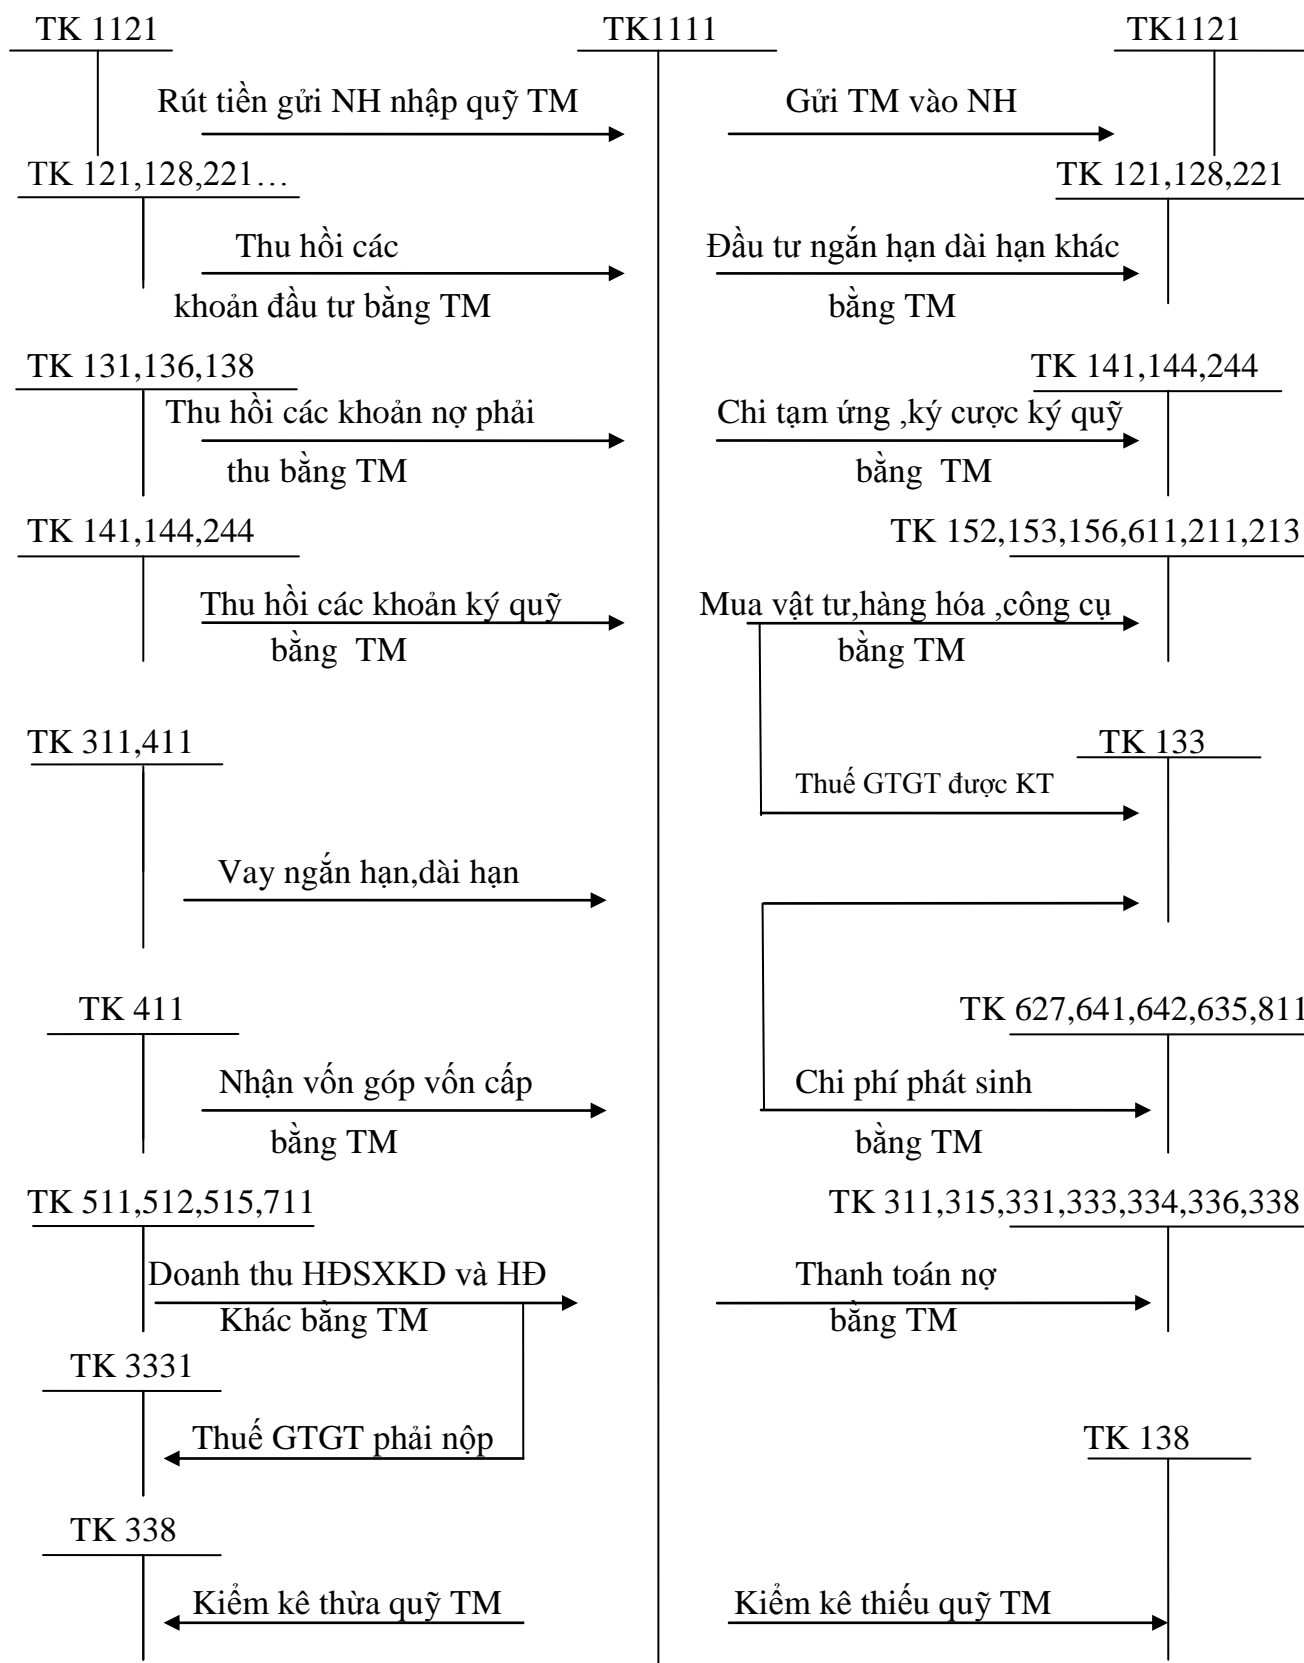 TK 1121 TK1111 TK1121
Rút tiền gửi NH nhập quỹ TM Gửi TM vào NH
TK 121,128,221… TK 121,128,221
Thu hồi các Đầu tư ngắn hạn dài hạn khác
khoản đầu tư bằng TM bằng TM
TK 131,136,138 TK 141,144,244
Thu hồi các khoản nợ phải Chi tạm ứng ,ký cược ký quỹ
thu bằng TM bằng TM
TK 141,144,244 TK 152,153,156,611,211,213
Thu hồi các khoản ký quỹ Mua vật tư,hàng hóa ,công cụ
bằng TM bằng TM
TK 311,411 TK 133
Thuế GTGT được KT
Vay ngắn hạn,dài hạn
TK 411 TK 627,641,642,635,811
Nhận vốn góp vốn cấp Chi phí phát sinh
bằng TM bằng TM
TK 511,512,515,711 TK 311,315,331,333,334,336,338
Doanh thu HĐSXKD và HĐ Thanh toán nợ
Khác bằng TM bằng TM
TK 3331
Thuế GTGT phải nộp TK 138
TK 338
Kiểm kê thừa quỹ TM Kiểm kê thiếu quỹ TM